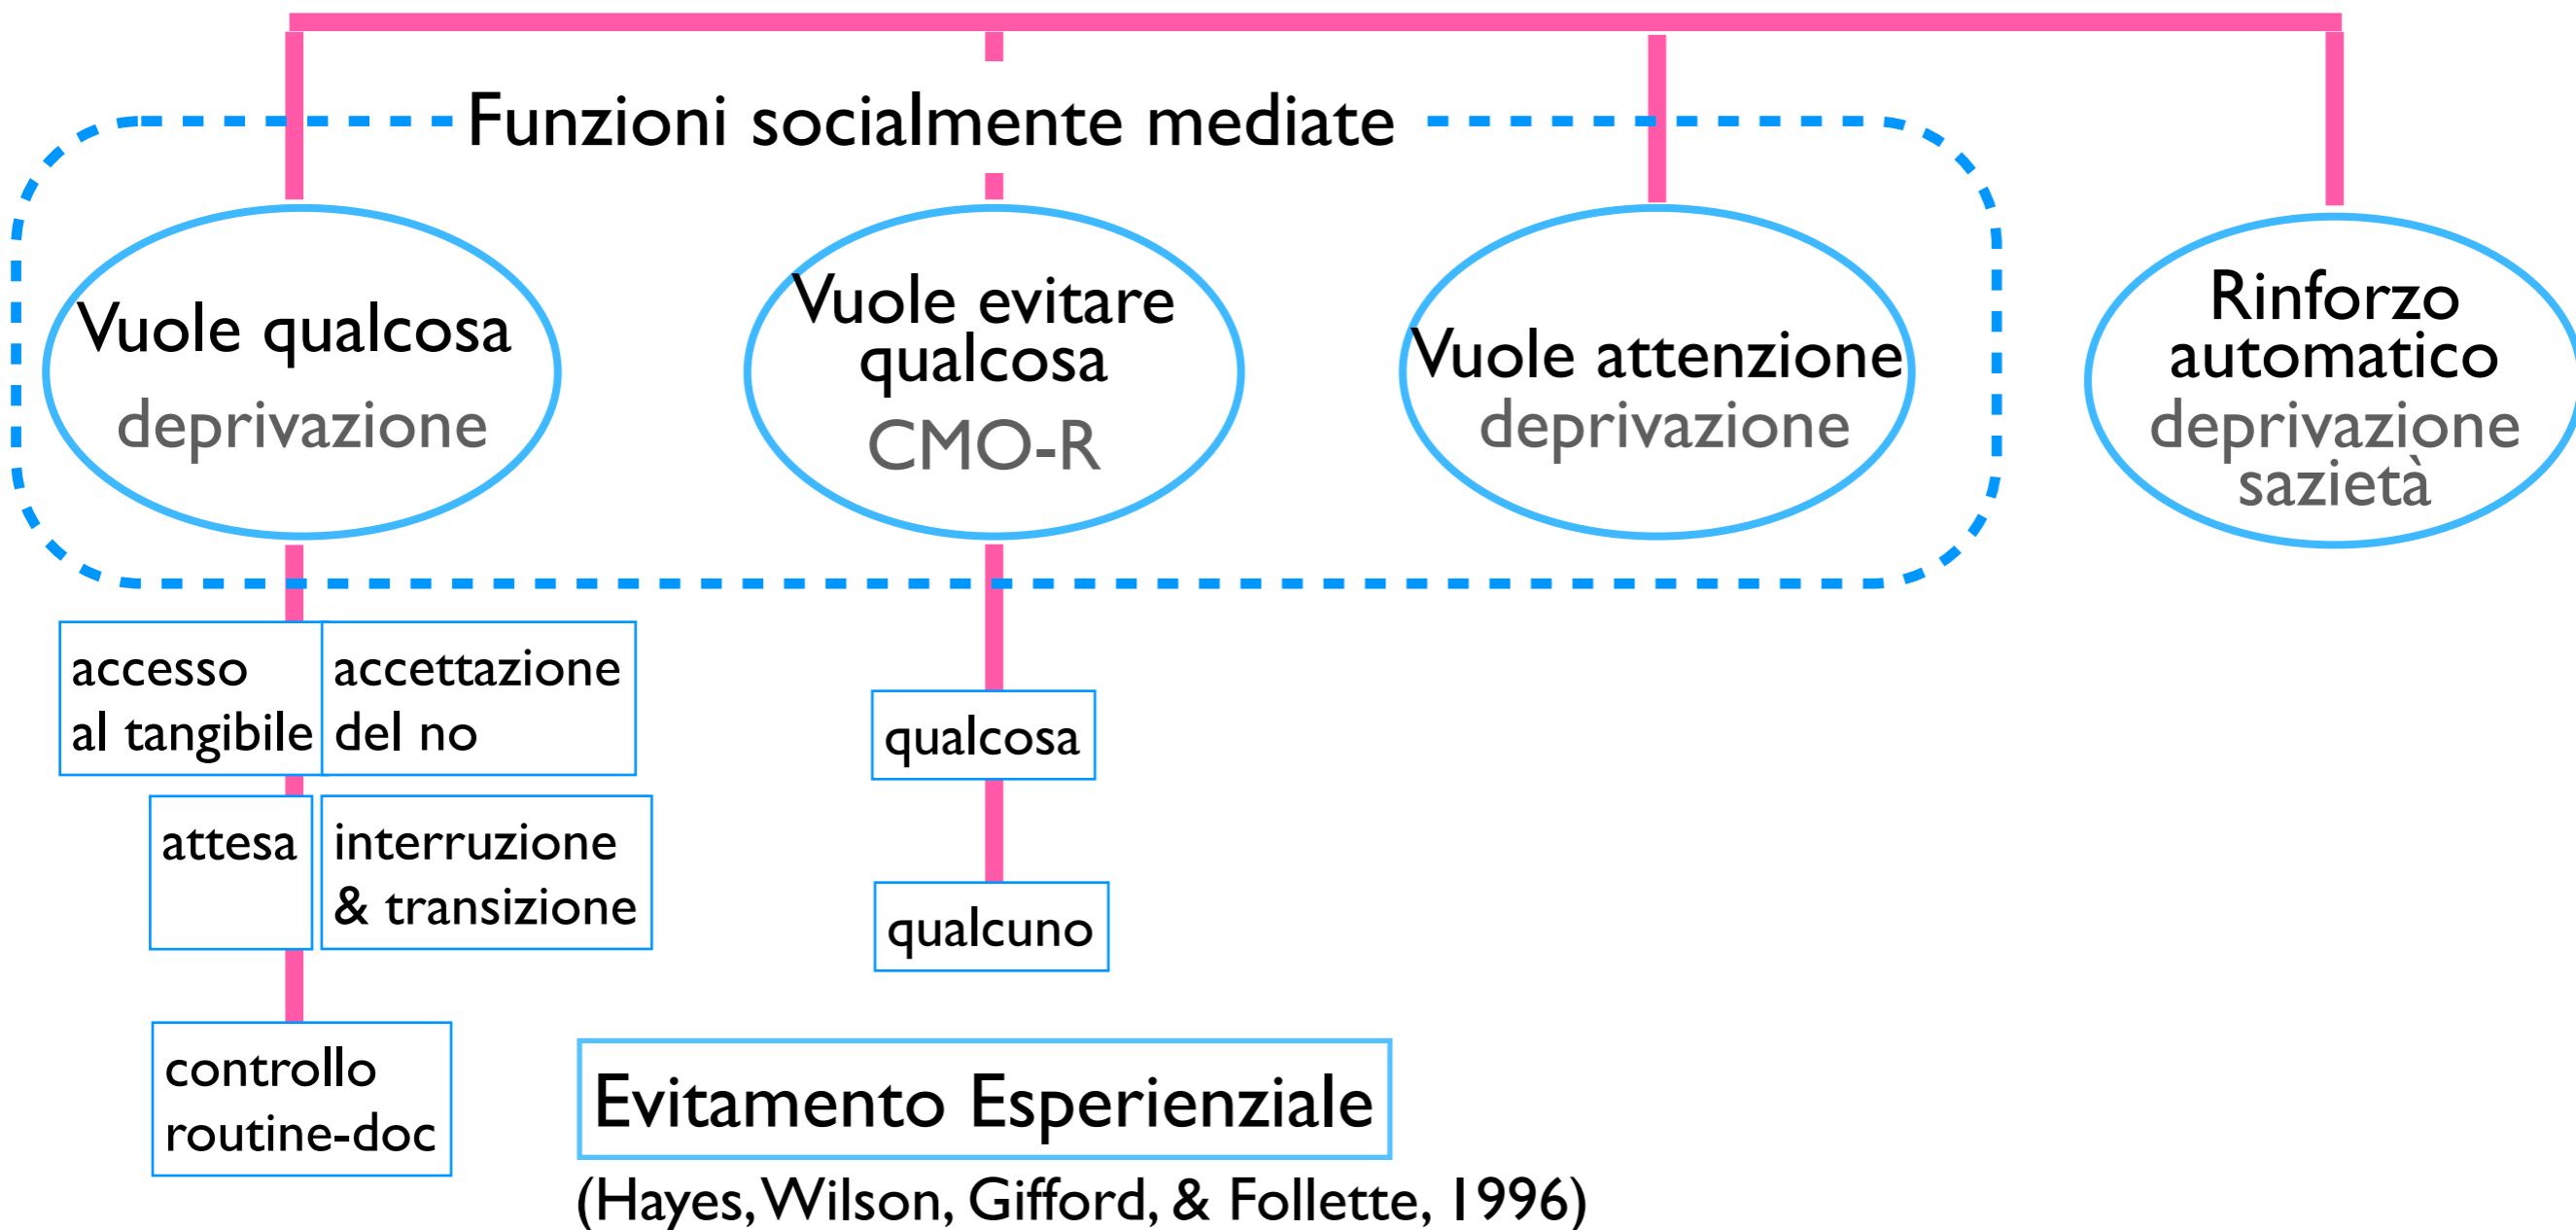 Funzioni socialmente mediate
Vuole qualcosa
deprivazione
Vuole evitare
qualcosa
CMO-R
Vuole attenzione
deprivazione
Rinforzo
automatico
deprivazione
sazietà
accesso
al tangibile
accettazione
del no
attesa
interruzione
& transizione
controllo
routine-doc
qualcosa
qualcuno
Evitamento Esperienziale
(Hayes, Wilson, Gifford, & Follette, 1996)